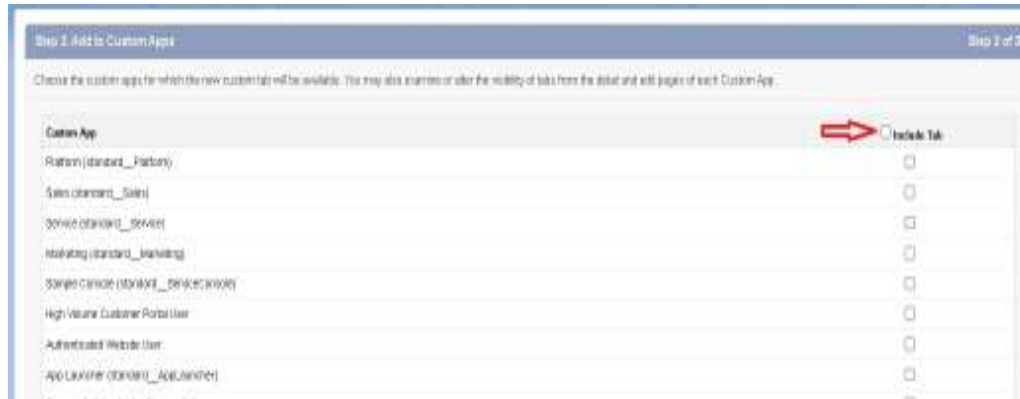 Step 3. Add to Custom Apps
Step 3 of 3
Choose the custom apps for which the new custom tab will be available. You may also examine or alter the visibility of tabs from the detail and edit pages of each Custom App.
Custom App
Include Tab
Platform (standard__Platform)
Sales (standard__Sales)
Service (standard__Service)
Marketing (standard__Marketing)
Sample Console (standard__ServiceConsole)
High Volume Customer Portal User
Authenticated Website User
App Launcher (standard__AppLauncher)